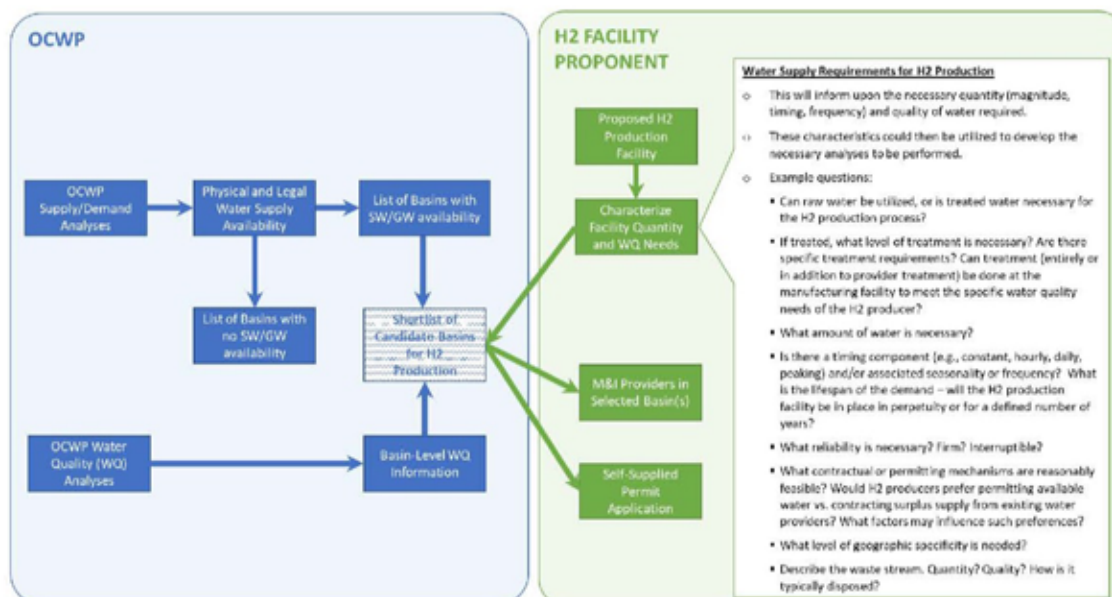 OCWP
OCWP
Supply/Demand
Analyses
Physical and Legal
Water Supply
Availability
List of Basins with
SW/GW availability
List of Basins with
no SW/GW
availability
Shortlist of
Candidate Basins
for H2
Production
OCWP Water
Quality (WQ)
Analyses
Basin-Level WQ
Information
H2 FACILITY
PROPONENT
Proposed H2
Production
Facility
Characterize
Facility Quantity
and WQ Needs
M&I Providers in
Selected Basin(s)
Self-Supplied
Permit
Application
Water Supply Requirements for H2 Production
o This will inform upon the necessary quantity (magnitude,
timing, frequency) and quality of water required.
o These characteristics could then be utilized to develop the
necessary analyses to be performed.
o Example questions:
▪ Can raw water be utilized, or is treated water necessary for
the H2 production process?
▪ If treated, what level of treatment is necessary? Are there
specific treatment requirements? Can treatment (entirely or
in addition to provider treatment) be done at the
manufacturing facility to meet the specific water quality
needs of the H2 producer?
▪ What amount of water is necessary?
▪ Is there a timing component (e.g., constant, hourly, daily,
peaking) and/or associated seasonality or frequency? What
is the lifespan of the demand – will the H2 production
facility be in place in perpetuity or for a defined number of
years?
▪ What reliability is necessary? Firm? Interruptible?
▪ What contractual or permitting mechanisms are reasonably
feasible? Would H2 producers prefer permitting available
water vs. contracting surplus supply from existing water
providers? What factors may influence such preferences?
▪ What level of geographic specificity is needed?
▪ Describe the waste stream. Quantity? Quality? How is it
typically disposed?